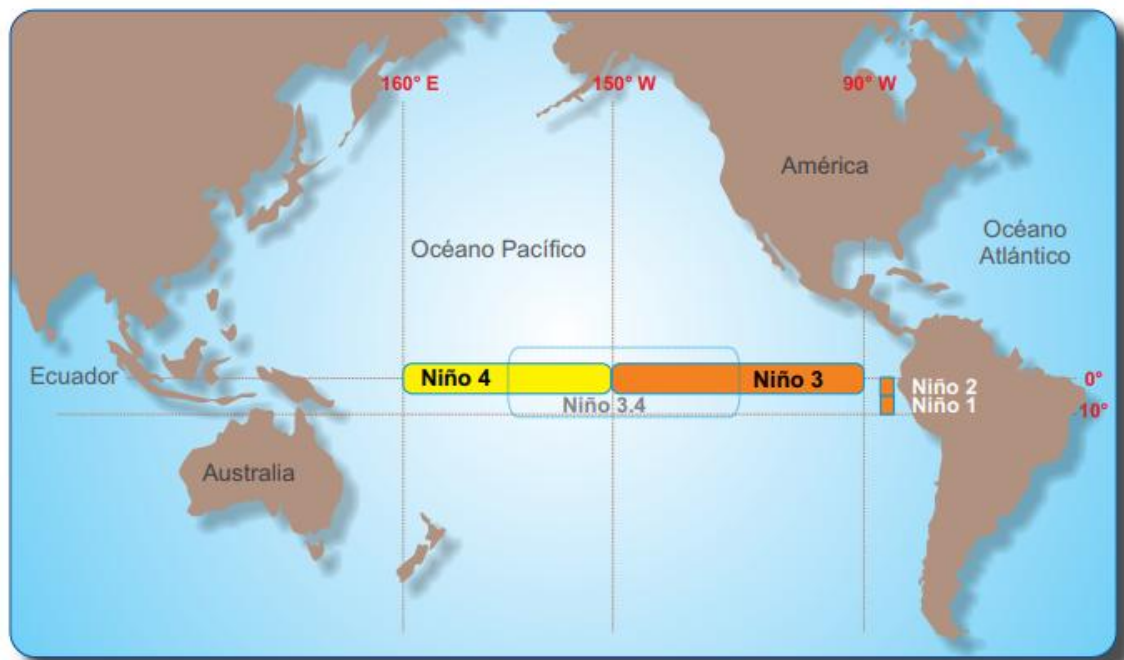 160° E
150° W
90° W
América
Océano Pacífico
Océano
Atlántico
Ecuador
Niño 4
Niño 3
0°
Niño 2
Niño 3.4
Niño 1
10°
Australia